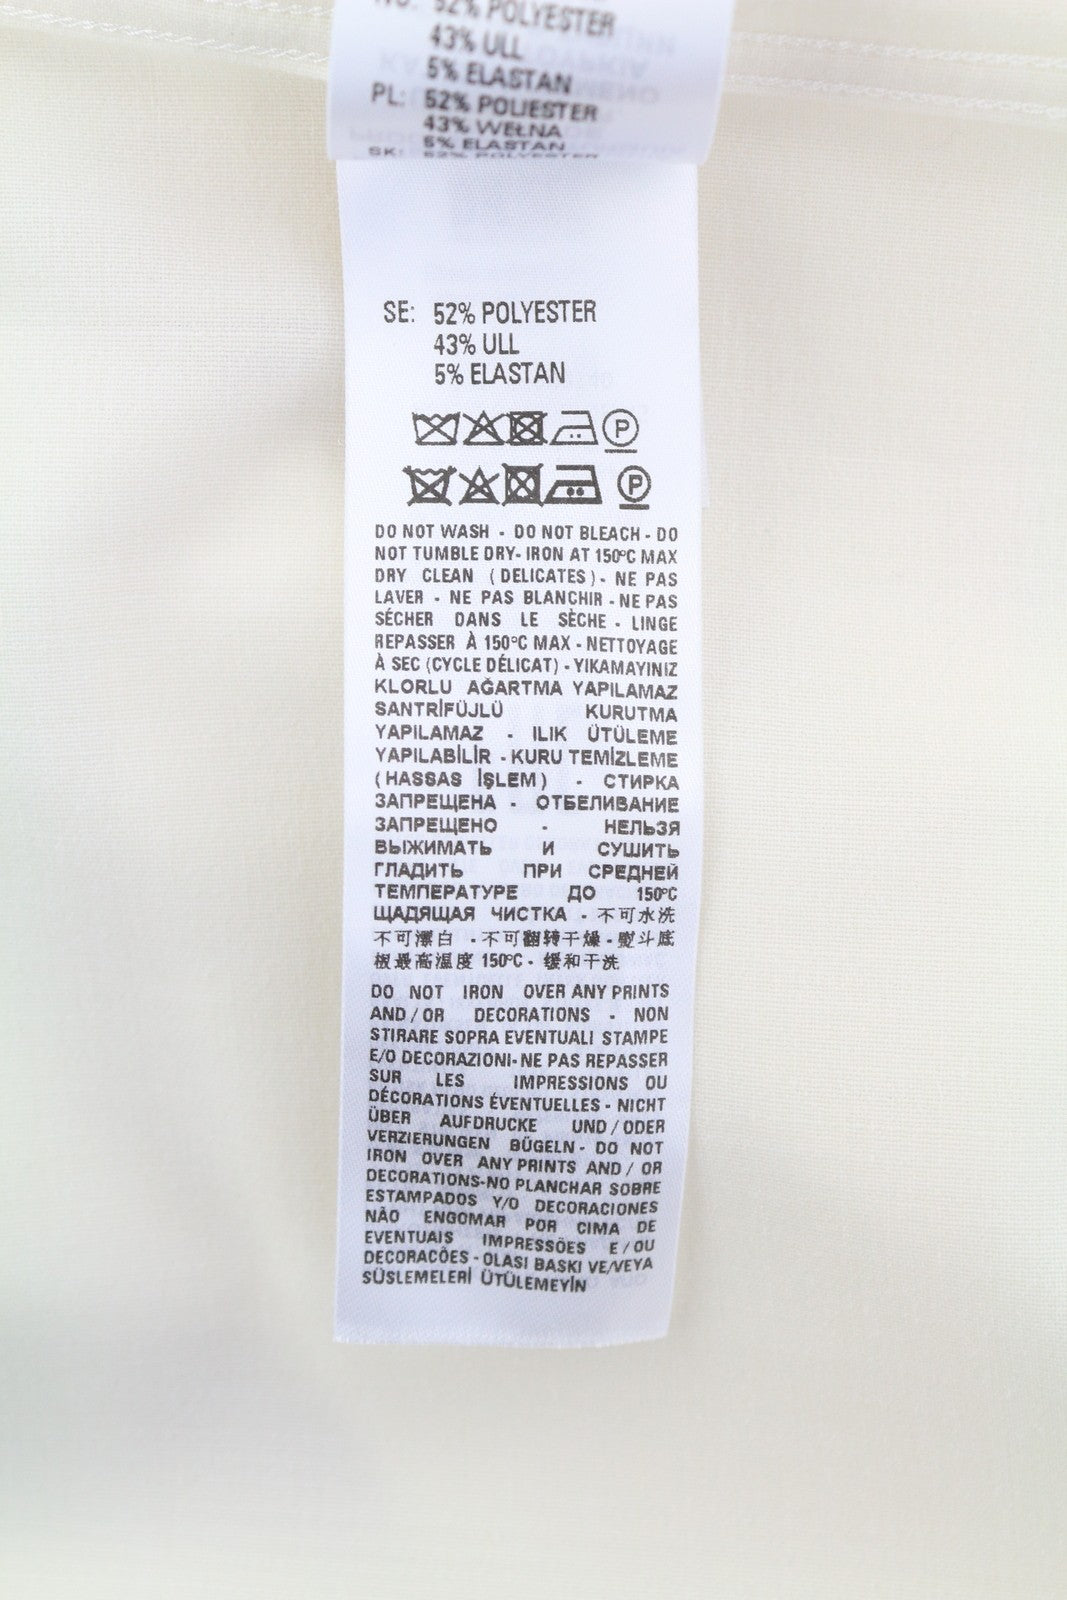 52% POLYESTER
43% ULL
5% ELASTAN
PL: 52% POLIESTER
43% WEŁNA
5% ELASTAN
SK: 52% POLYESTER
SE: 52% POLYESTER
43% ULL
5% ELASTAN
P
P
DO NOT WASH - DO NOT BLEACH - DO
NOT TUMBLE DRY- IRON AT 150°C MAX
DRY CLEAN ( DELICATES ) - NE PAS
LAVER - NE PAS BLANCHIR - NE PAS
SÉCHER DANS LE SÈCHE - LINGE
REPASSER À 150°C MAX - NETTOYAGE
À SEC (CYCLE DÉLICAT) - YIKAMAYINIZ
KLORLU AĞARTMA YAPILAMAZ
SANTRİFÜJLÜ KURUTMA
YAPILAMAZ - ILIK ÜTÜLEME
YAPILABİLİR - KURU TEMİZLEME
( HASSAS İŞLEM ) - СТИРКА
ЗАПРЕЩЕНА - ОТБЕЛИВАНИЕ
ЗАПРЕЩЕНО - НЕЛЬЗЯ
ВЫЖИМАТЬ И СУШИТЬ
ГЛАДИТЬ ПРИ СРЕДНЕЙ
ТЕМПЕРАТУРЕ ДО 150°C
ЩАДЯЩАЯ ЧИСТКА - 不可水洗
不可漂白 - 不可翻转干燥 - 熨斗底
板最高温度 150°C - 缓和干洗
DO NOT IRON OVER ANY PRINTS
AND / OR DECORATIONS - NON
STIRARE SOPRA EVENTUALI STAMPE
E/O DECORAZIONI- NE PAS REPASSER
SUR LES IMPRESSIONS OU
DÉCORATIONS ÉVENTUELLES - NICHT
ÜBER AUFDRUCKE UND / ODER
VERZIERUNGEN BÜGELN - DO NOT
IRON OVER ANY PRINTS AND / OR
DECORATIONS-NO PLANCHAR SOBRE
ESTAMPADOS Y/O DECORACIONES
NÃO ENGOMAR POR CIMA DE
EVENTUAIS IMPRESSÕES E / OU
DECORACÕES - OLASI BASKI VE/VEYA
SÜSLEMELERİ ÜTÜLEMEYİN